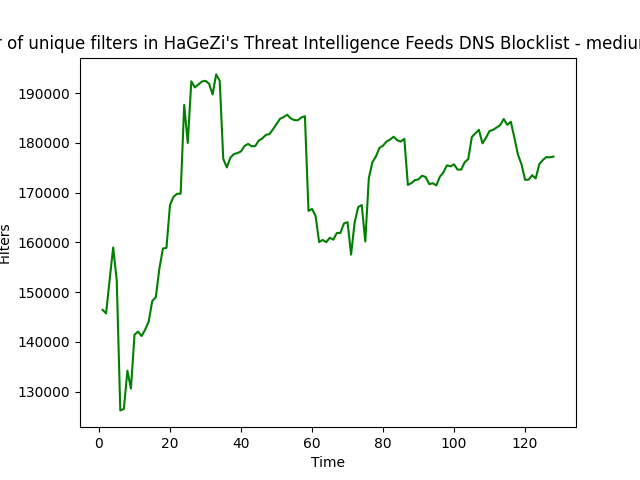 r of unique filters in HaGeZi's Threat Intelligence Feeds DNS Blocklist - mediu
Filters
190000
180000
170000
160000
150000
140000
130000
0 20 40 60 80 100 120
Time